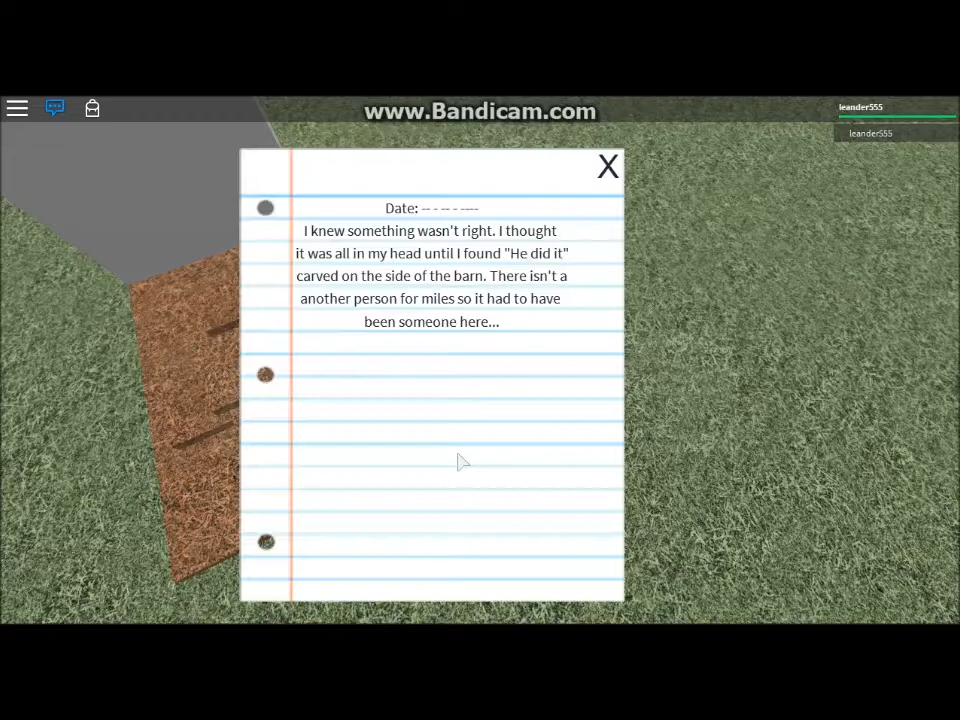 www.Bandicam.com
leander555
leander555
X
Date: -- - -- - ----
I knew something wasn't right. I thought
it was all in my head until I found "He did it"
carved on the side of the barn. There isn't a
another person for miles so it had to have
been someone here...